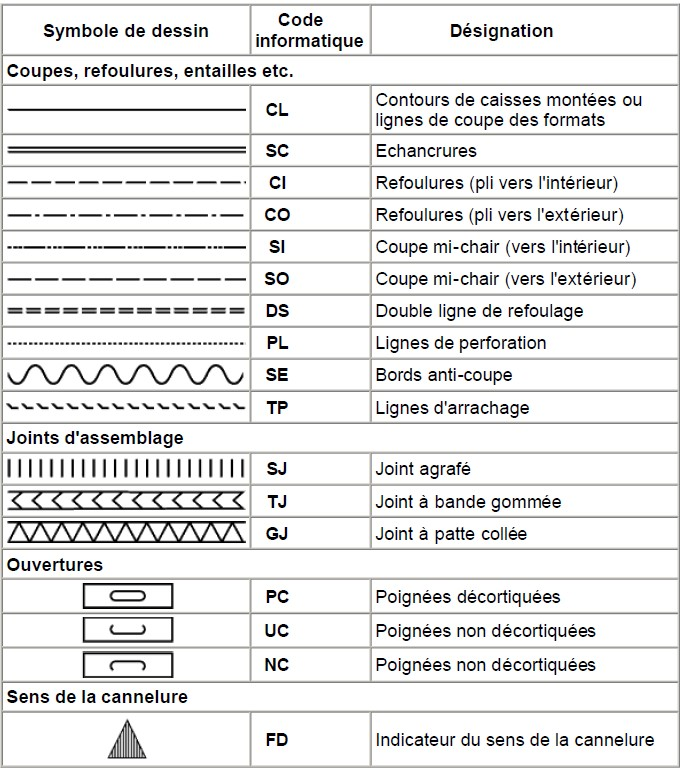 Symbole de dessin Code informatique Désignation
Coupes, refoulures, entailles etc.
CL Contours de caisses montées ou
lignes de coupe des formats
SC Echancrures
CI Refoulures (pli vers l'intérieur)
CO Refoulures (pli vers l'extérieur)
SI Coupe mi-chair (vers l'intérieur)
SO Coupe mi-chair (vers l'extérieur)
DS Double ligne de refoulage
PL Lignes de perforation
SE Bords anti-coupe
TP Lignes d'arrachage
Joints d'assemblage
SJ Joint agrafé
TJ Joint à bande gommée
GJ Joint à patte collée
Ouvertures
PC Poignées décortiquées
UC Poignées non décortiquées
NC Poignées non décortiquées
Sens de la cannelure
FD Indicateur du sens de la cannelure